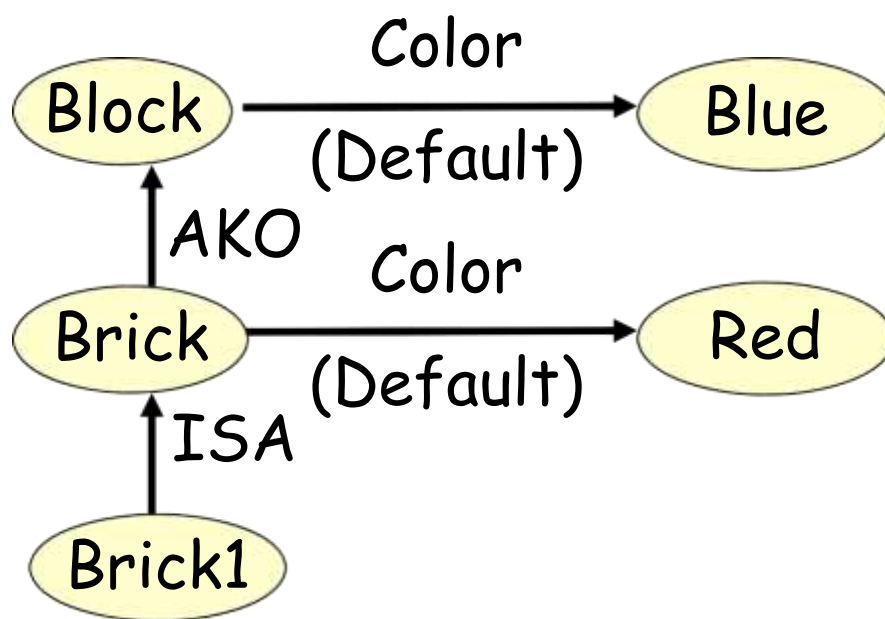 Color
Block
Blue
(Default)
AKO
Color
Brick
Red
(Default)
ISA
Brick1